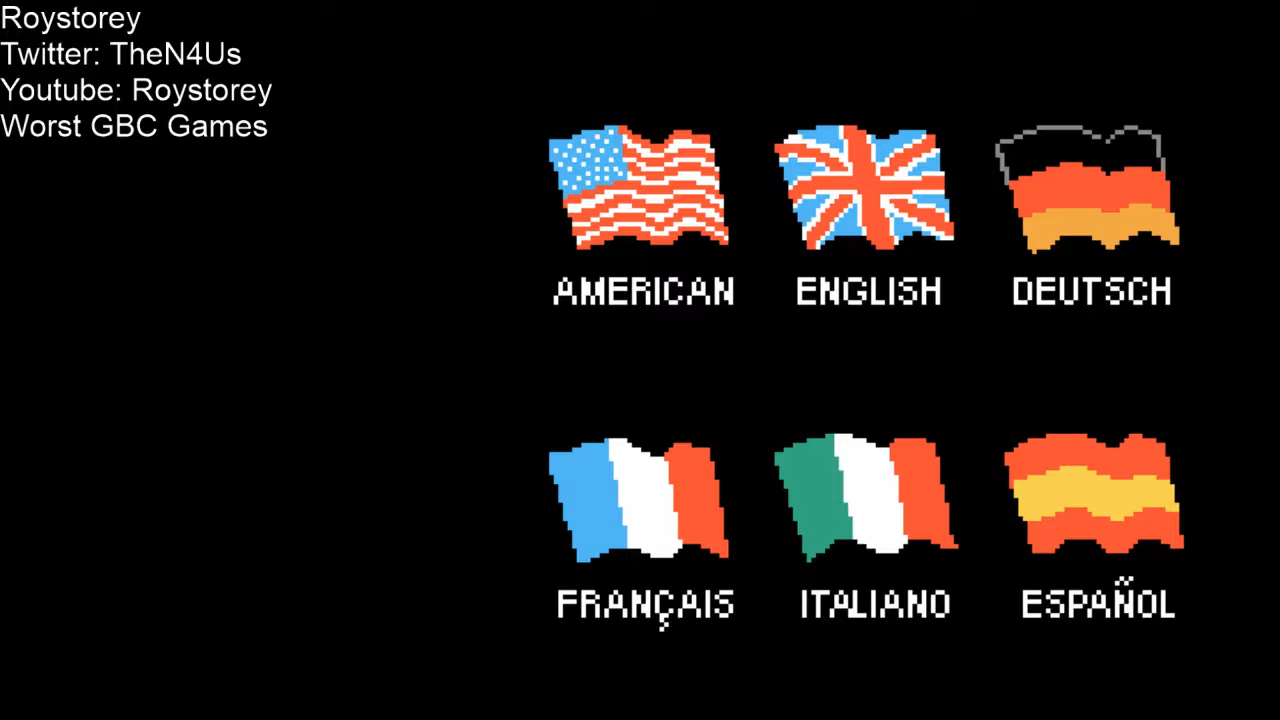 Roystorey
Twitter: TheN4Us
Youtube: Roystorey
Worst GBC Games
AMERICAN
ENGLISH
DEUTSCH
FRANÇAIS
ITALIANO
ESPAÑOL